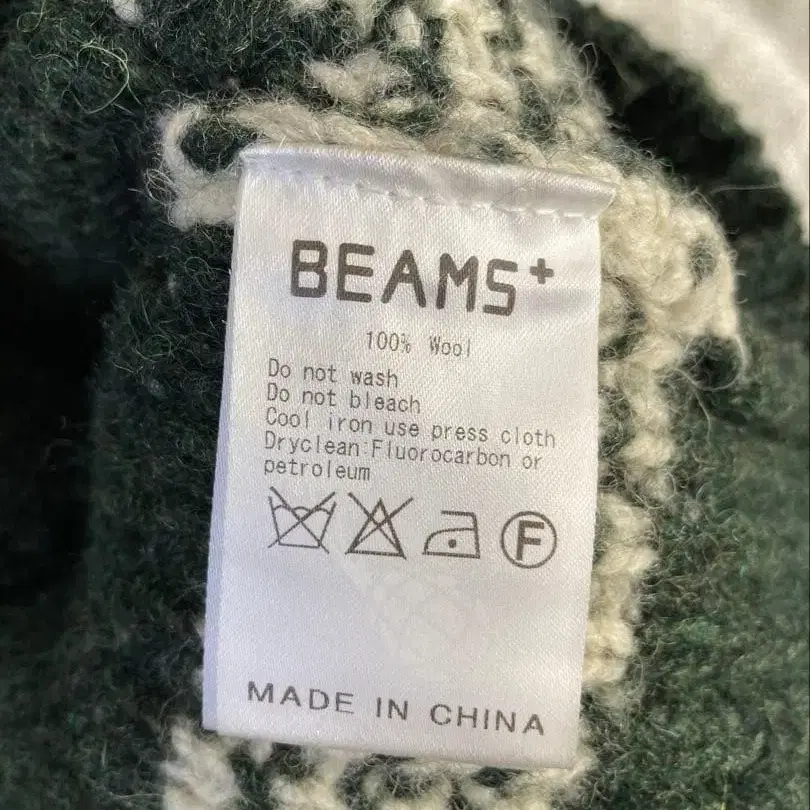 BEAMS+
100% Wool
Do not wash
Do not bleach
Cool iron use press cloth
Dryclean:Fluorocarbon or
petroleum
F
MADE IN CHINA